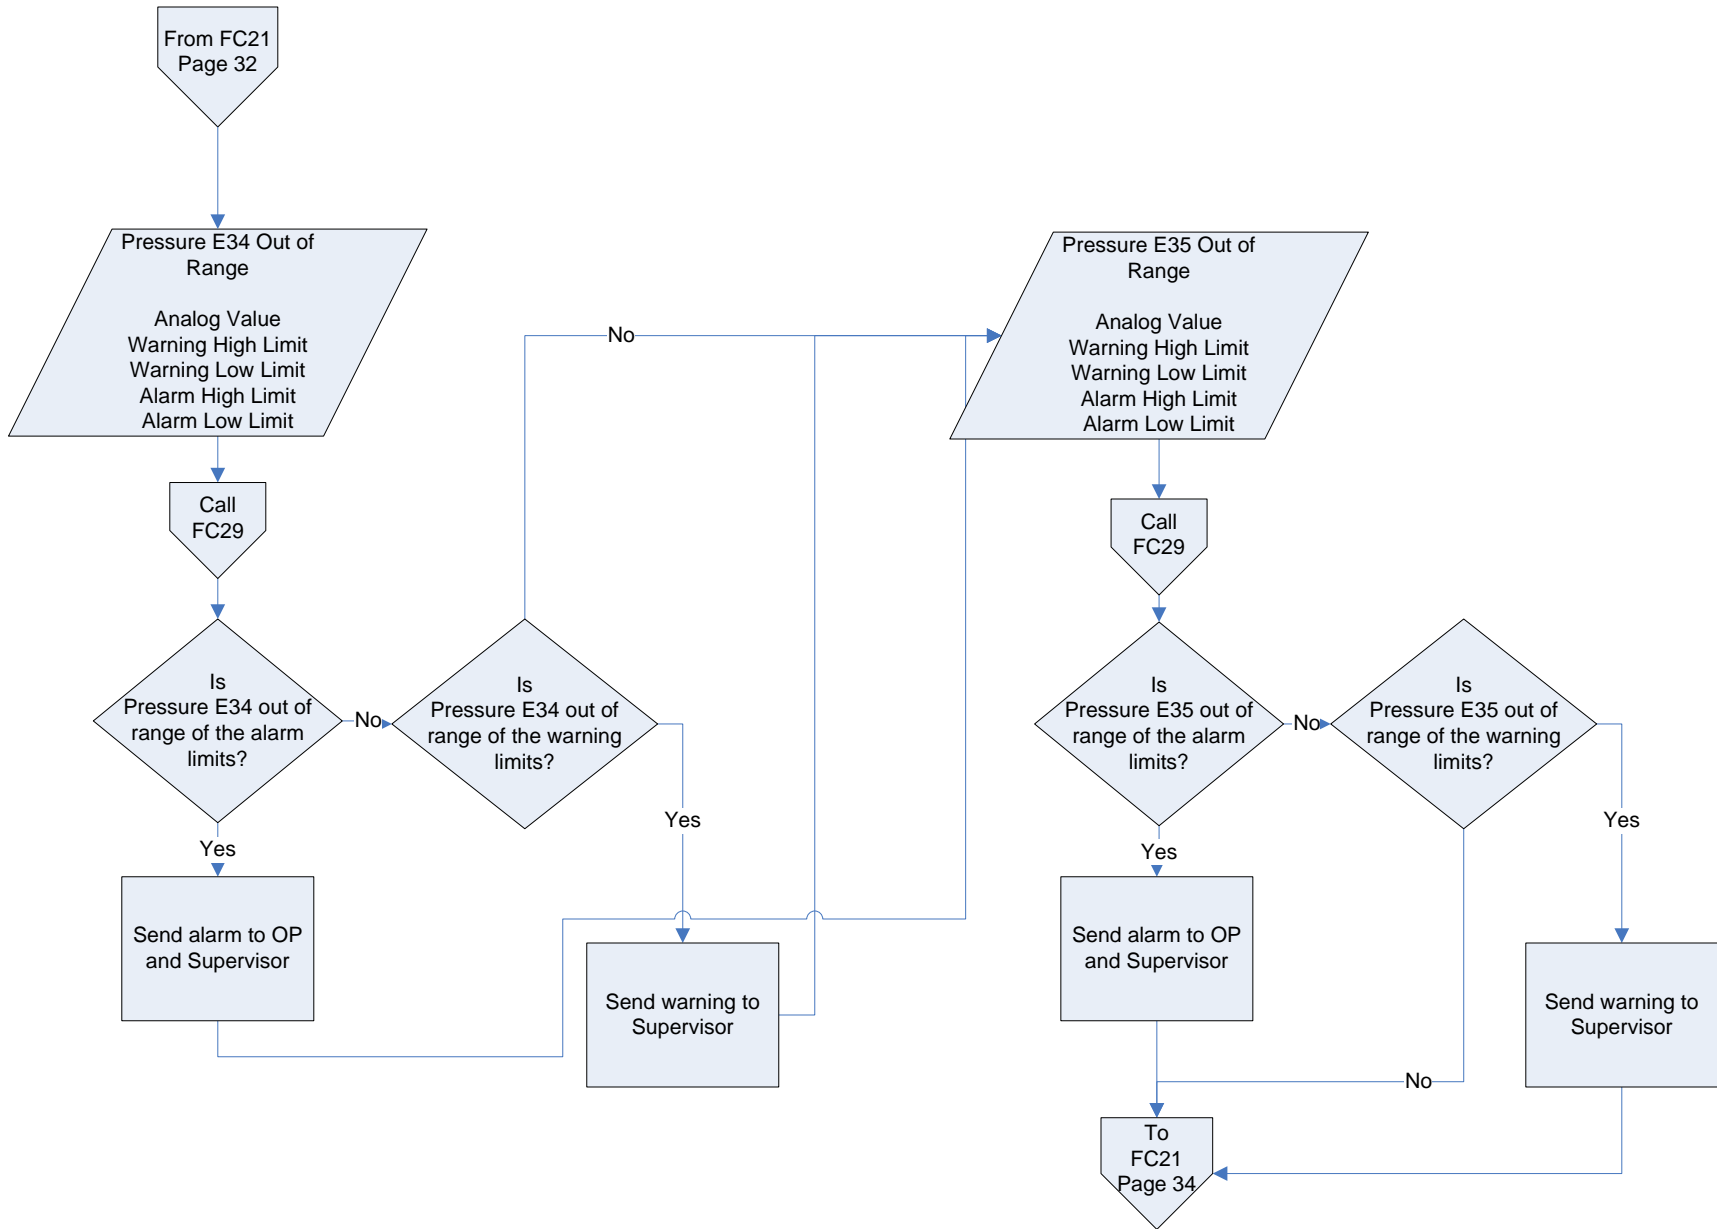 From FC21
Page 32
Pressure E34 Out of
Range
Analog Value
Warning High Limit
Warning Low Limit
Alarm High Limit
Alarm Low Limit
Call
FC29
Is
Pressure E34 out of
range of the alarm
limits?
No
Is
Pressure E34 out of
range of the warning
limits?
No
Yes
Yes
Send alarm to OP
and Supervisor
Send warning to
Supervisor
Pressure E35 Out of
Range
Analog Value
Warning High Limit
Warning Low Limit
Alarm High Limit
Alarm Low Limit
Call
FC29
Is
Pressure E35 out of
range of the alarm
limits?
No
Is
Pressure E35 out of
range of the warning
limits?
Yes
Yes
Send alarm to OP
and Supervisor
Send warning to
Supervisor
No
To
FC21
Page 34